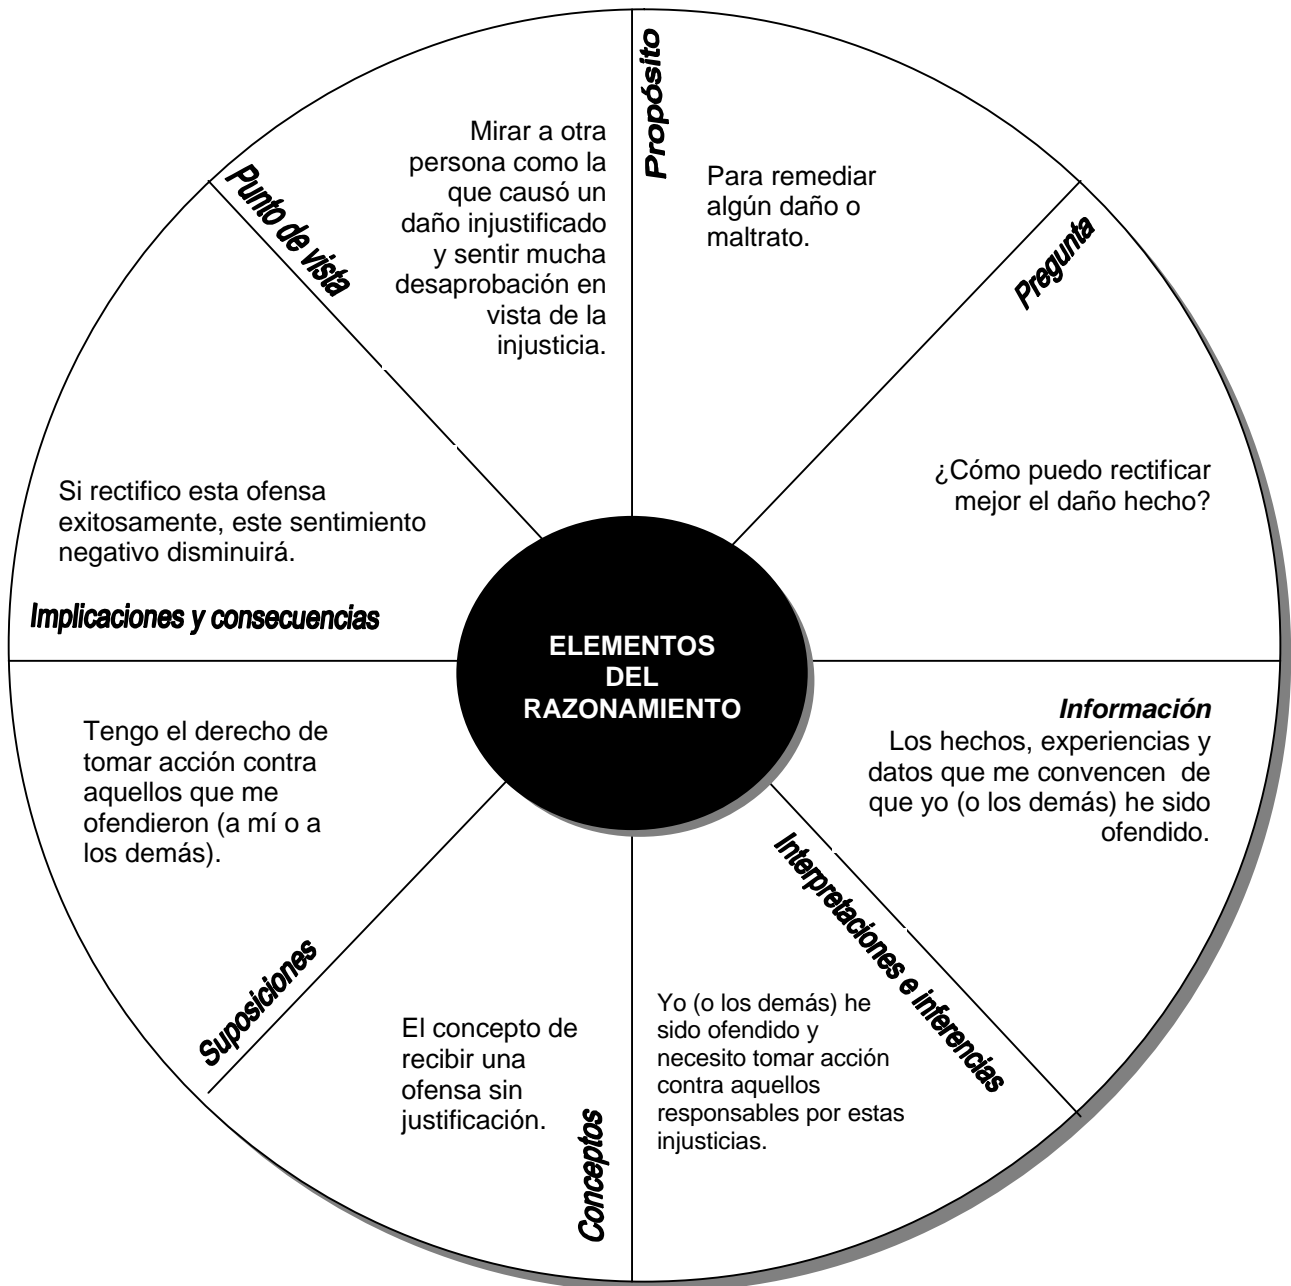 Propósito
Para remediar
algún daño o
maltrato.
Pregunta
¿Cómo puedo rectificar
mejor el daño hecho?
Información
Los hechos, experiencias y
datos que me convencen de
que yo (o los demás) he sido
ofendido.
Interpretaciones e inferencias
Yo (o los demás) he
sido ofendido y
necesito tomar acción
contra aquellos
responsables por estas
injusticias.
Conceptos
El concepto de
recibir una
ofensa sin
justificación.
Suposiciones
Tengo el derecho de
tomar acción contra
aquellos que me
ofendieron (a mí o a
los demás).
Implicaciones y consecuencias
Si rectifico esta ofensa
exitosamente, este sentimiento
negativo disminuirá.
Punto de vista
Mirar a otra
persona como la
que causó un
daño injustificado
y sentir mucha
desaprobación en
vista de la
injusticia.
ELEMENTOS
DEL
RAZONAMIENTO